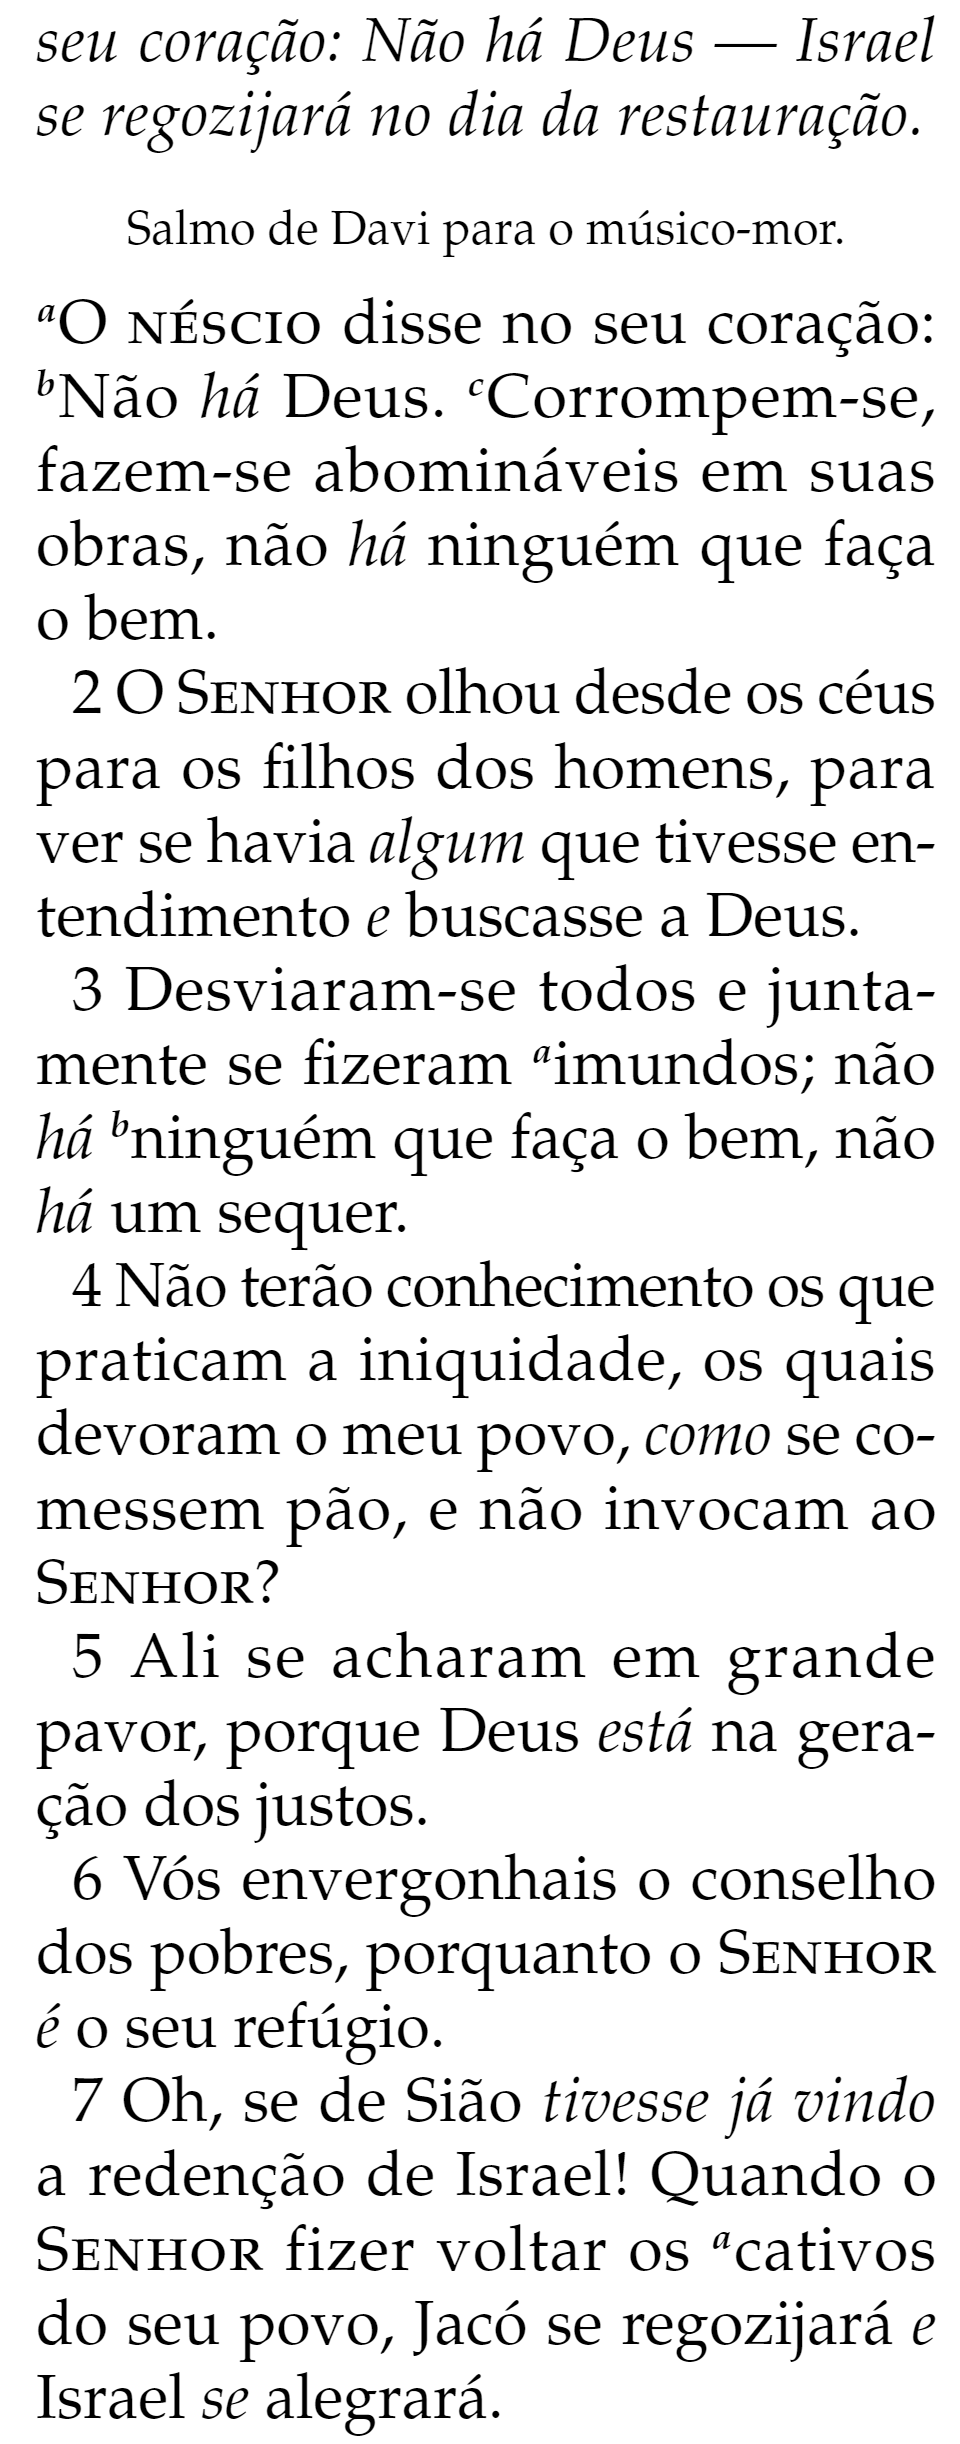 seu coração: Não há Deus — Israel
se regozijará no dia da restauração.
Salmo de Davi para o músico-mor.
aO NÉSCIO disse no seu coração:
bNão há Deus. cCorrompem-se,
fazem-se abomináveis em suas
obras, não há ninguém que faça
o bem.
2 O SENHOR olhou desde os céus
para os filhos dos homens, para
ver se havia algum que tivesse en-
tendimento e buscasse a Deus.
3 Desviaram-se todos e junta-
mente se fizeram aimundos; não
há bninguém que faça o bem, não
há um sequer.
4 Não terão conhecimento os que
praticam a iniquidade, os quais
devoram o meu povo, como se co-
messem pão, e não invocam ao
SENHOR?
5 Ali se acharam em grande
pavor, porque Deus está na gera-
ção dos justos.
6 Vós envergonhais o conselho
dos pobres, porquanto o SENHOR
é o seu refúgio.
7 Oh, se de Sião tivesse já vindo
a redenção de Israel! Quando o
SENHOR fizer voltar os acativos
do seu povo, Jacó se regozijará e
Israel se alegrará.